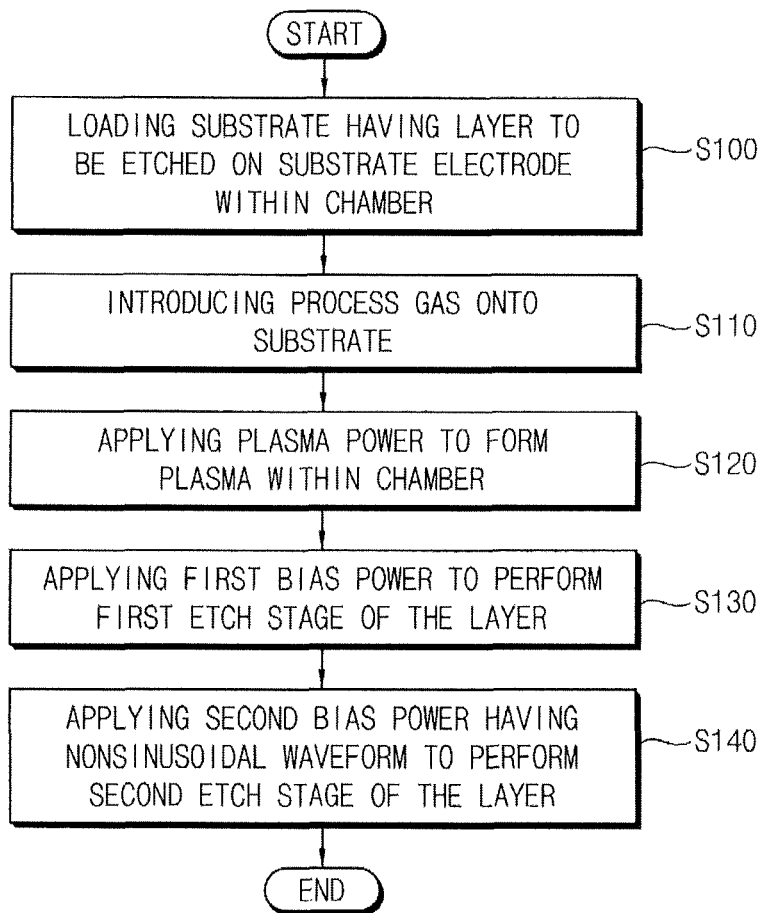 START
LOADING SUBSTRATE HAVING LAYER TO
BE ETCHED ON SUBSTRATE ELECTRODE
WITHIN CHAMBER
S100
INTRODUCING PROCESS GAS ONTO
SUBSTRATE
S110
APPLYING PLASMA POWER TO FORM
PLASMA WITHIN CHAMBER
S120
APPLYING FIRST BIAS POWER TO PERFORM
FIRST ETCH STAGE OF THE LAYER
S130
APPLYING SECOND BIAS POWER HAVING
NONSINUSOIDAL WAVEFORM TO PERFORM
SECOND ETCH STAGE OF THE LAYER
S140
END